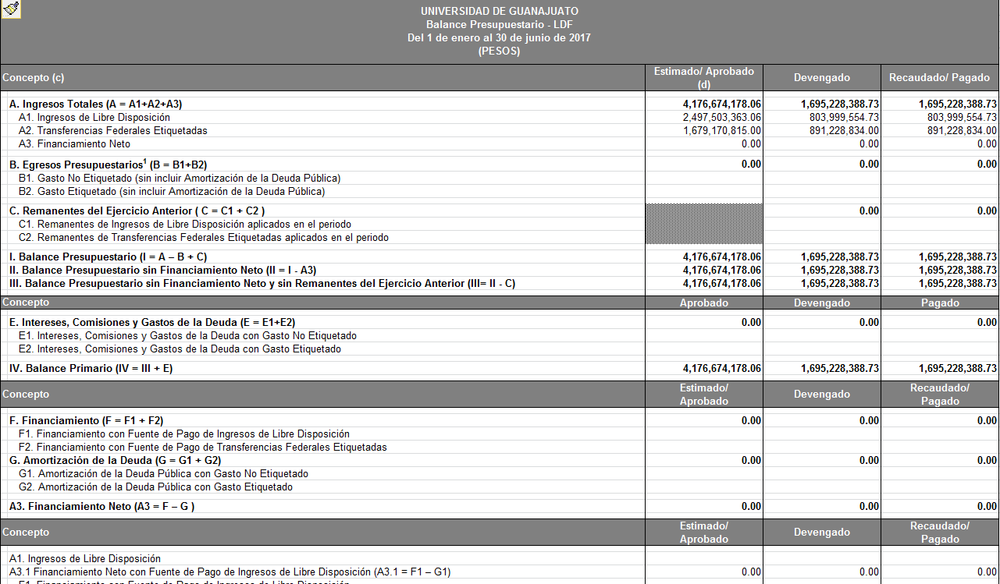 UNIVERSIDAD DE GUANAJUATO
Balance Presupuestario - LDF
Del 1 de enero al 30 de junio de 2017
(PESOS)
Concepto (c) Estimado/ Aprobado (d) Devengado Recaudado/ Pagado
A. Ingresos Totales (A = A1+A2+A3) 4,176,674,178.06 1,695,228,388.73 1,695,228,388.73
A1. Ingresos de Libre Disposición 2,497,503,363.06 803,999,554.73 803,999,554.73
A2. Transferencias Federales Etiquetadas 1,679,170,815.00 891,228,834.00 891,228,834.00
A3. Financiamiento Neto 0.00 0.00 0.00
B. Egresos Presupuestarios¹ (B = B1+B2) 0.00 0.00 0.00
B1. Gasto No Etiquetado (sin incluir Amortización de la Deuda Pública)
B2. Gasto Etiquetado (sin incluir Amortización de la Deuda Pública)
C. Remanentes del Ejercicio Anterior ( C = C1 + C2 ) 0.00 0.00
C1. Remanentes de Ingresos de Libre Disposición aplicados en el periodo
C2. Remanentes de Transferencias Federales Etiquetadas aplicados en el periodo
I. Balance Presupuestario (I = A – B + C) 4,176,674,178.06 1,695,228,388.73 1,695,228,388.73
II. Balance Presupuestario sin Financiamiento Neto (II = I - A3) 4,176,674,178.06 1,695,228,388.73 1,695,228,388.73
III. Balance Presupuestario sin Financiamiento Neto y sin Remanentes del Ejercicio Anterior (III= II - C) 4,176,674,178.06 1,695,228,388.73 1,695,228,388.73
Concepto Aprobado Devengado Pagado
E. Intereses, Comisiones y Gastos de la Deuda (E = E1+E2) 0.00 0.00 0.00
E1. Intereses, Comisiones y Gastos de la Deuda con Gasto No Etiquetado
E2. Intereses, Comisiones y Gastos de la Deuda con Gasto Etiquetado
IV. Balance Primario (IV = III + E) 4,176,674,178.06 1,695,228,388.73 1,695,228,388.73
Concepto Estimado/ Aprobado Devengado Recaudado/ Pagado
F. Financiamiento (F = F1 + F2) 0.00 0.00 0.00
F1. Financiamiento con Fuente de Pago de Ingresos de Libre Disposición
F2. Financiamiento con Fuente de Pago de Transferencias Federales Etiquetadas
G. Amortización de la Deuda (G = G1 + G2) 0.00 0.00 0.00
G1. Amortización de la Deuda Pública con Gasto No Etiquetado
G2. Amortización de la Deuda Pública con Gasto Etiquetado
A3. Financiamiento Neto (A3 = F – G ) 0.00 0.00 0.00
Concepto Estimado/ Aprobado Devengado Recaudado/ Pagado
A1. Ingresos de Libre Disposición
A3.1 Financiamiento Neto con Fuente de Pago de Ingresos de Libre Disposición (A3.1 = F1 – G1) 0.00 0.00 0.00